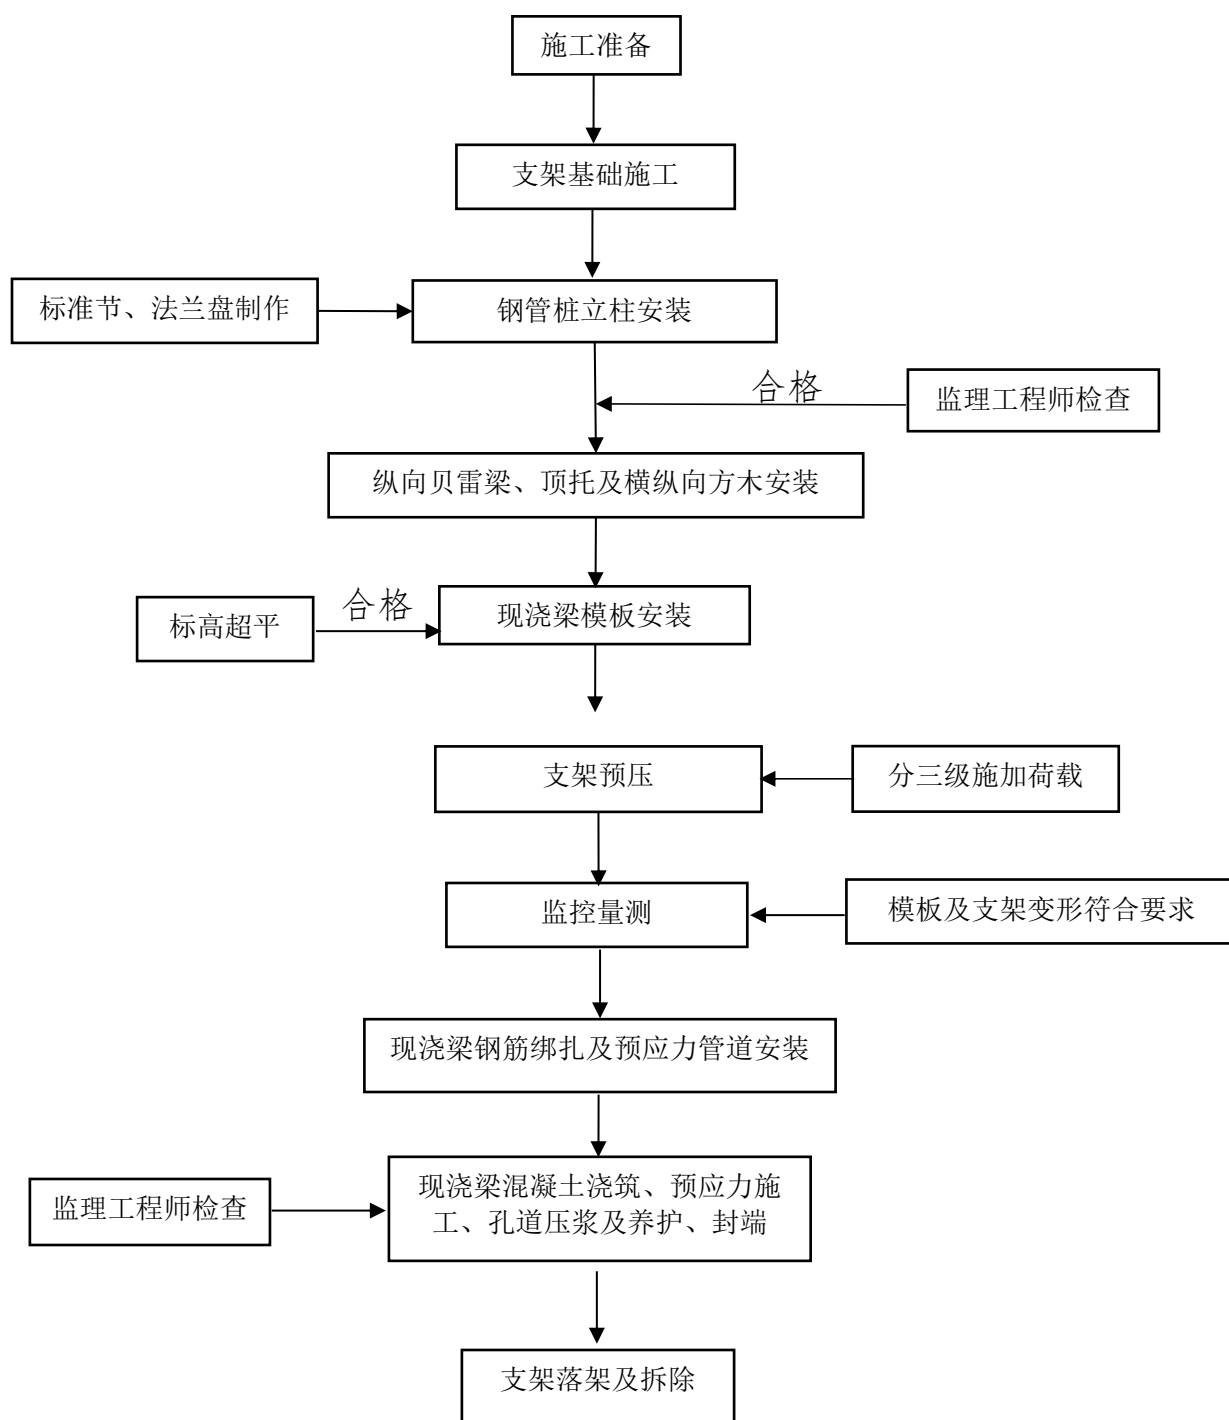 施工准备
支架基础施工
标准节、法兰盘制作
钢管桩立柱安装
合格
监理工程师检查
纵向贝雷梁、顶托及横纵向方木安装
标高超平
合格
现浇梁模板安装
支架预压
分三级施加荷载
监控量测
模板及支架变形符合要求
现浇梁钢筋绑扎及预应力管道安装
监理工程师检查
现浇梁混凝土浇筑、预应力施
工、孔道压浆及养护、封端
支架落架及拆除